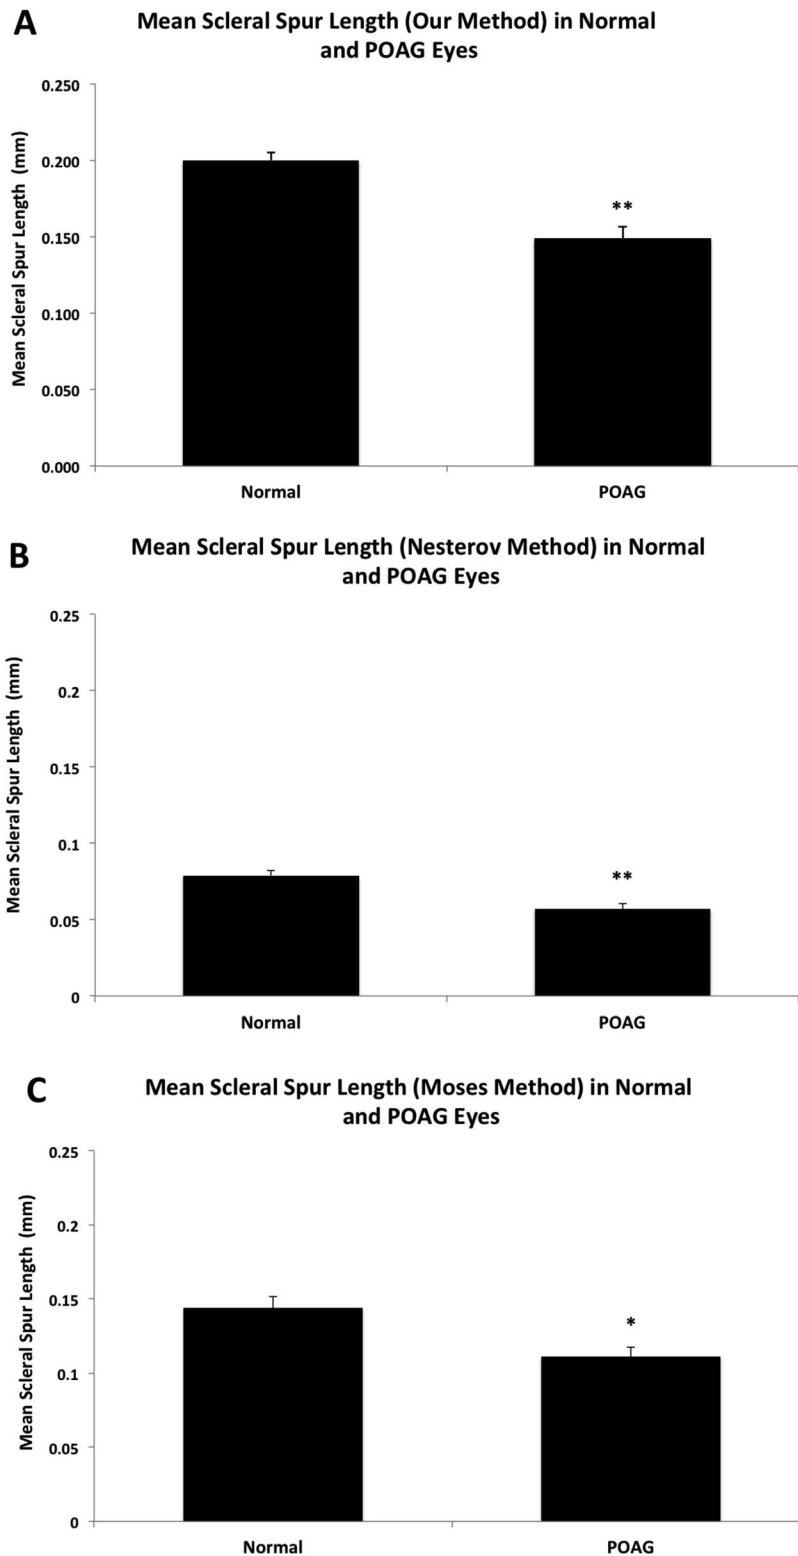 A
Mean Scleral Spur Length (Our Method) in Normal
and POAG Eyes
Mean Scleral Spur Length (mm)
0.250
0.200
0.150
0.100
0.050
0.000
**
Normal
POAG
B
Mean Scleral Spur Length (Nesterov Method) in Normal
and POAG Eyes
Mean Scleral Spur Length (mm)
0.25
0.2
0.15
0.1
0.05
0
**
Normal
POAG
C
Mean Scleral Spur Length (Moses Method) in Normal
and POAG Eyes
Mean Scleral Spur Length (mm)
0.25
0.2
0.15
0.1
0.05
0
*
Normal
POAG